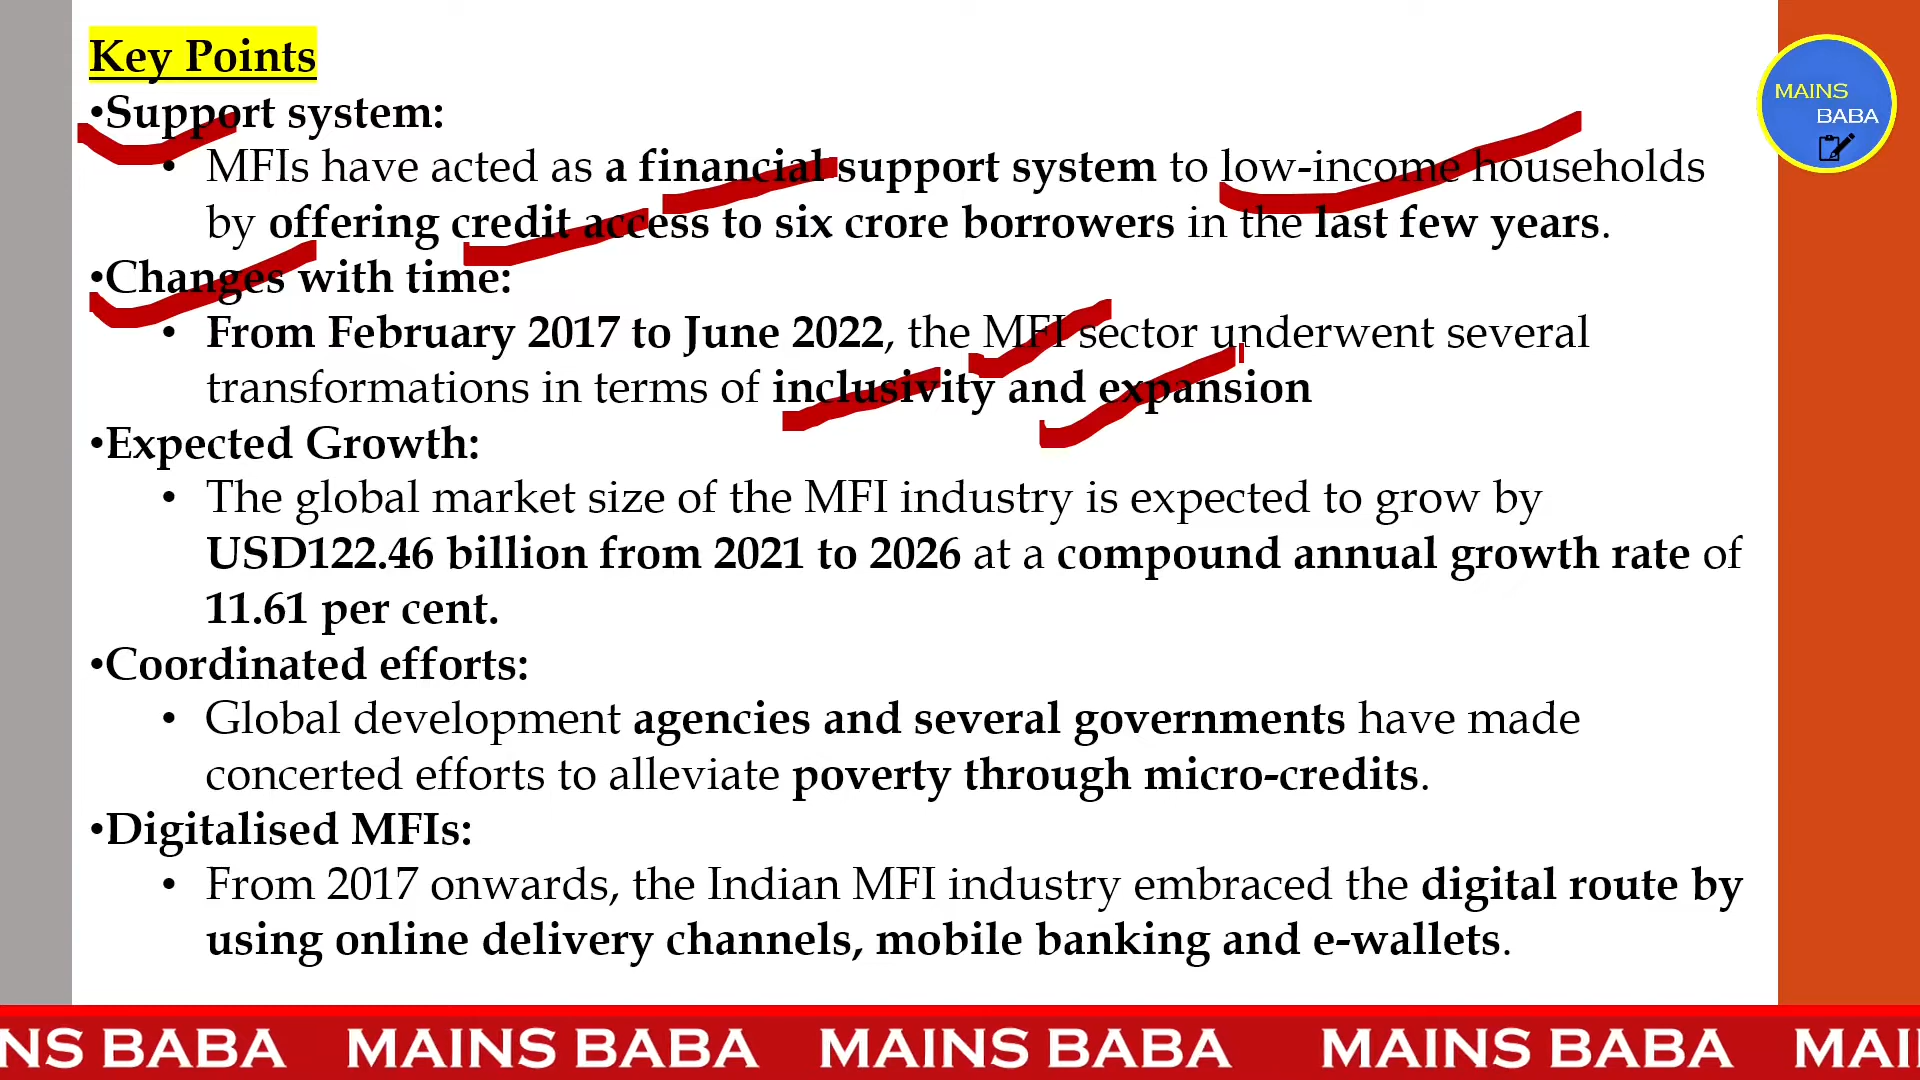 Key Points
•Support system:
• MFIs have acted as a financial support system to low-income households
by offering credit access to six crore borrowers in the last few years.
•Changes with time:
• From February 2017 to June 2022, the MFI sector underwent several
transformations in terms of inclusivity and expansion
•Expected Growth:
• The global market size of the MFI industry is expected to grow by
USD122.46 billion from 2021 to 2026 at a compound annual growth rate of
11.61 per cent.
•Coordinated efforts:
• Global development agencies and several governments have made
concerted efforts to alleviate poverty through micro-credits.
•Digitalised MFIs:
• From 2017 onwards, the Indian MFI industry embraced the digital route by
using online delivery channels, mobile banking and e-wallets.
MAINS
BABA
NS BABA MAINS BABA MAINS BABA MAINS BABA MAI